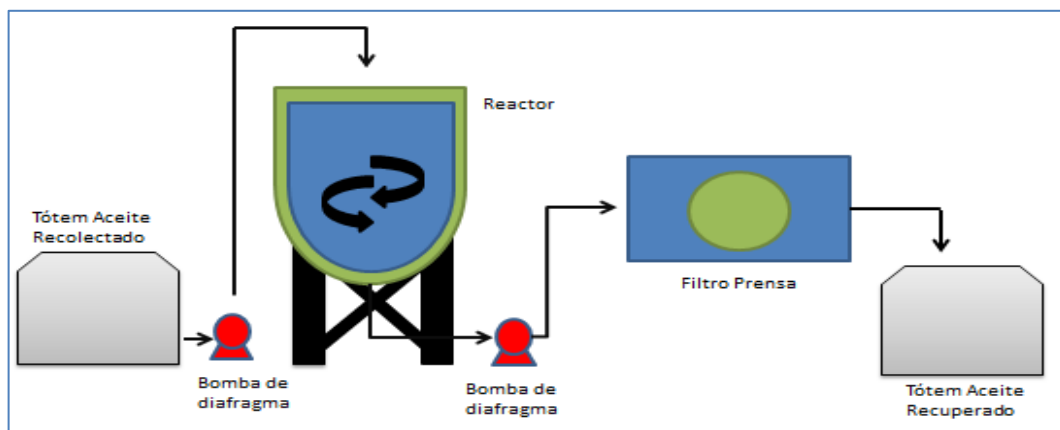 Tótem Aceite
Recolectado
Bomba de
diafragma
Reactor
Bomba de
diafragma
Filtro Prensa
Tótem Aceite
Recuperado